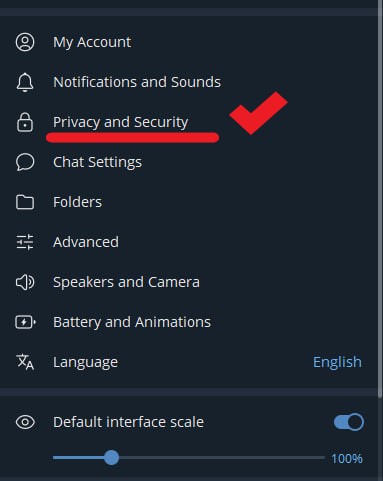 My Account
Notifications and Sounds
Privacy and Security
Chat Settings
Folders
Advanced
Speakers and Camera
Battery and Animations
Language English
Default interface scale
100%